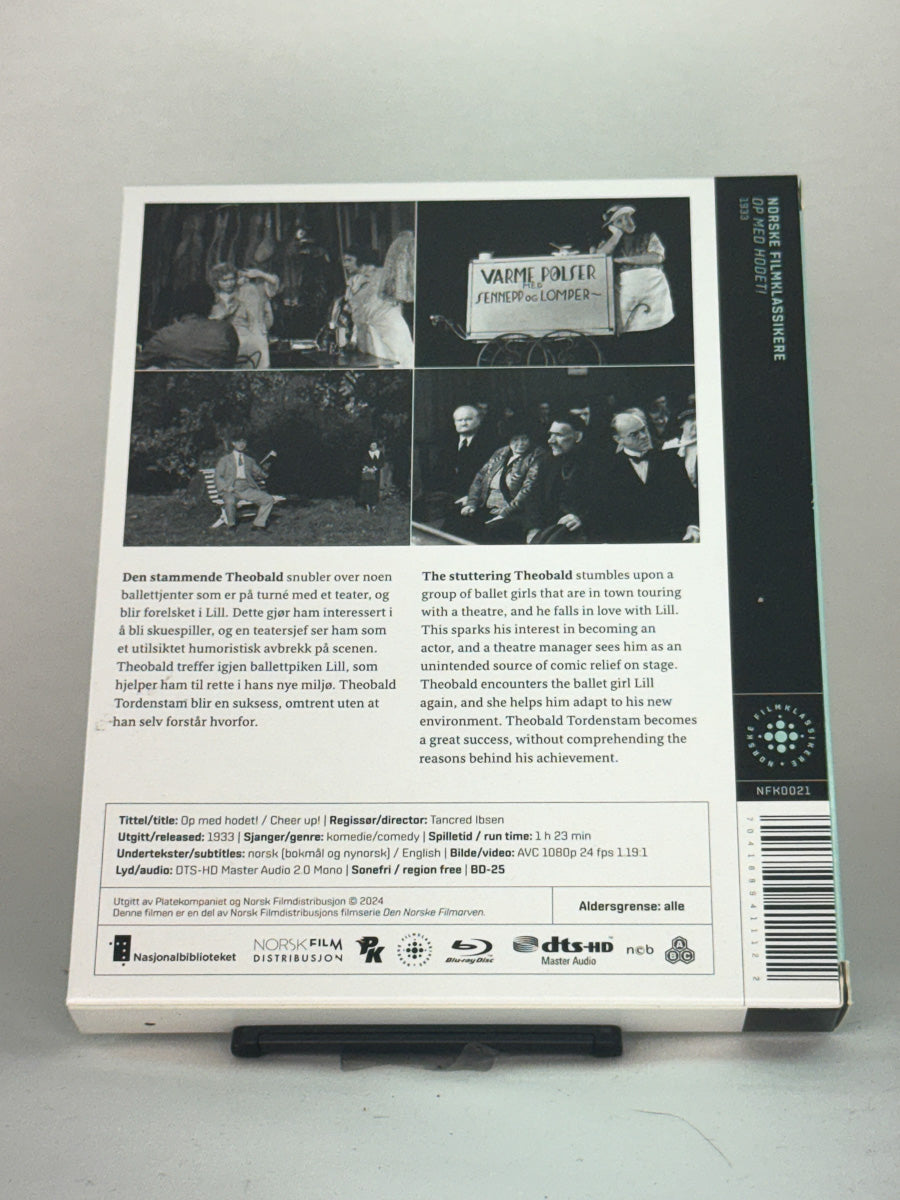 VARME PØLSER
MED
SENNEPP OG LOMPER~
NORSKE FILMKLASSIKERE
OP MED HODET!
1933
Den stammende Theobald snubler over noen
ballettjenter som er på turné med et teater, og
blir forelsket i Lill. Dette gjør ham interessert i
å bli skuespiller, og en teatersjef ser ham som
et utilsiktet humoristisk avbrekk på scenen.
Theobald treffer igjen ballettpiken Lill, som
hjelper ham til rette i hans nye miljø. Theobald
Tordenstam blir en suksess, omtrent uten at
han selv forstår hvorfor.
The stuttering Theobald stumbles upon a
group of ballet girls that are in town touring
with a theatre, and he falls in love with Lill.
This sparks his interest in becoming an
actor, and a theatre manager sees him as an
unintended source of comic relief on stage.
Theobald encounters the ballet girl Lill
again, and she helps him adapt to his new
environment. Theobald Tordenstam becomes
a great success, without comprehending the
reasons behind his achievement.
NORSKE FILMKLASSIKERE
NFK0021
Tittel/title: Op med hodet! / Cheer up! | Regissør/director: Tancred Ibsen
Utgitt/released: 1933 | Sjanger/genre: komedie/comedy | Spilletid / run time: 1 h 23 min
Undertekster/subtitles: norsk (bokmål og nynorsk) / English | Bilde/video: AVC 1080p 24 fps 1.19:1
Lyd/audio: DTS-HD Master Audio 2.0 Mono | Sonefri / region free | BD-25
Utgitt av Platekompaniet og Norsk Filmdistribusjon © 2024
Denne filmen er en del av Norsk Filmdistribusjons filmserie Den Norske Filmarven.
Aldersgrense: alle
Nasjonalbiblioteket
NORSK FILM
DISTRIBUSJON
PK
Blu-ray Disc
dts-HD
Master Audio
ncb
ABC